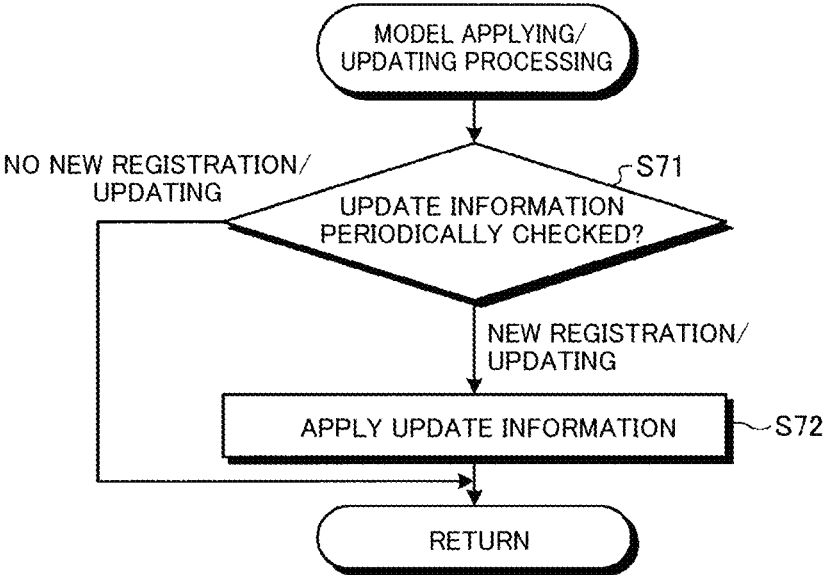 MODEL APPLYING/
UPDATING PROCESSING
NO NEW REGISTRATION/
UPDATING
S71
UPDATE INFORMATION
PERIODICALLY CHECKED?
NEW REGISTRATION/
UPDATING
APPLY UPDATE INFORMATION
S72
RETURN